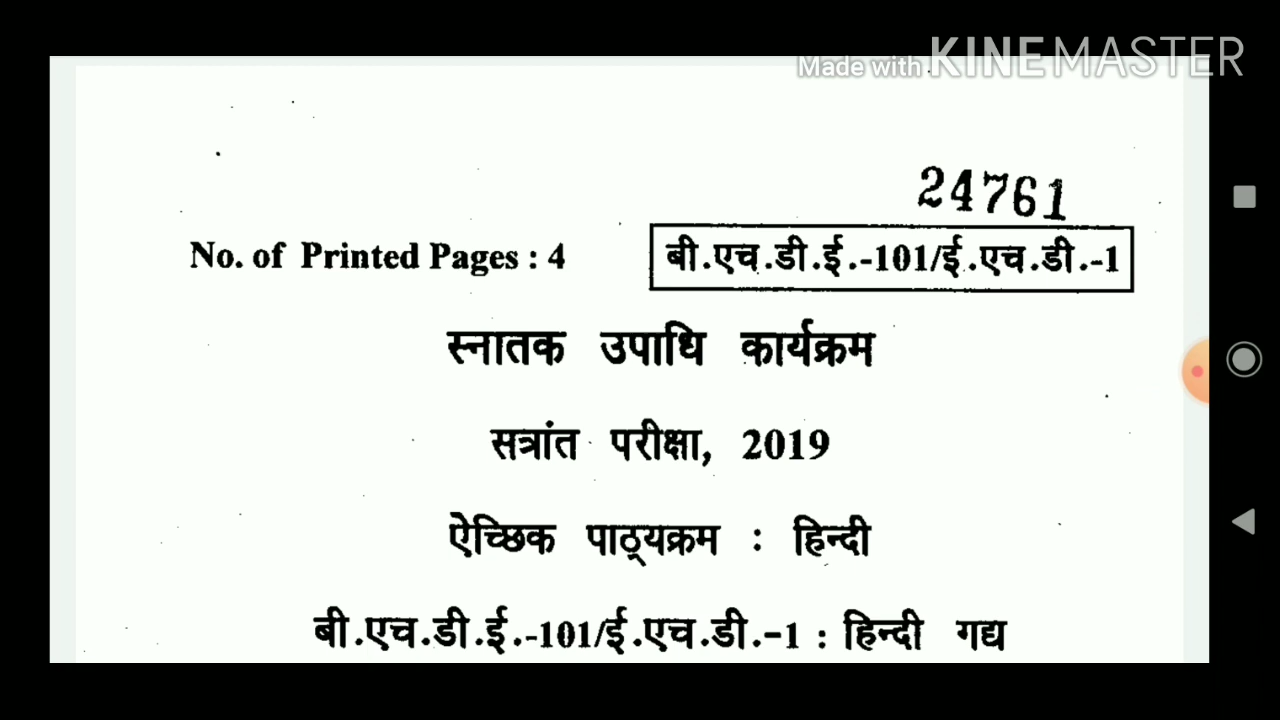 Made with KINEMASTER
24761
No. of Printed Pages : 4
बी.एच.डी.ई.-101/ई.एच.डी.-1
स्नातक उपाधि कार्यक्रम
सत्रांत परीक्षा, 2019
ऐच्छिक पाठ्यक्रम : हिन्दी
बी.एच.डी.ई.-101/ई.एच.डी.-1 : हिन्दी गद्य